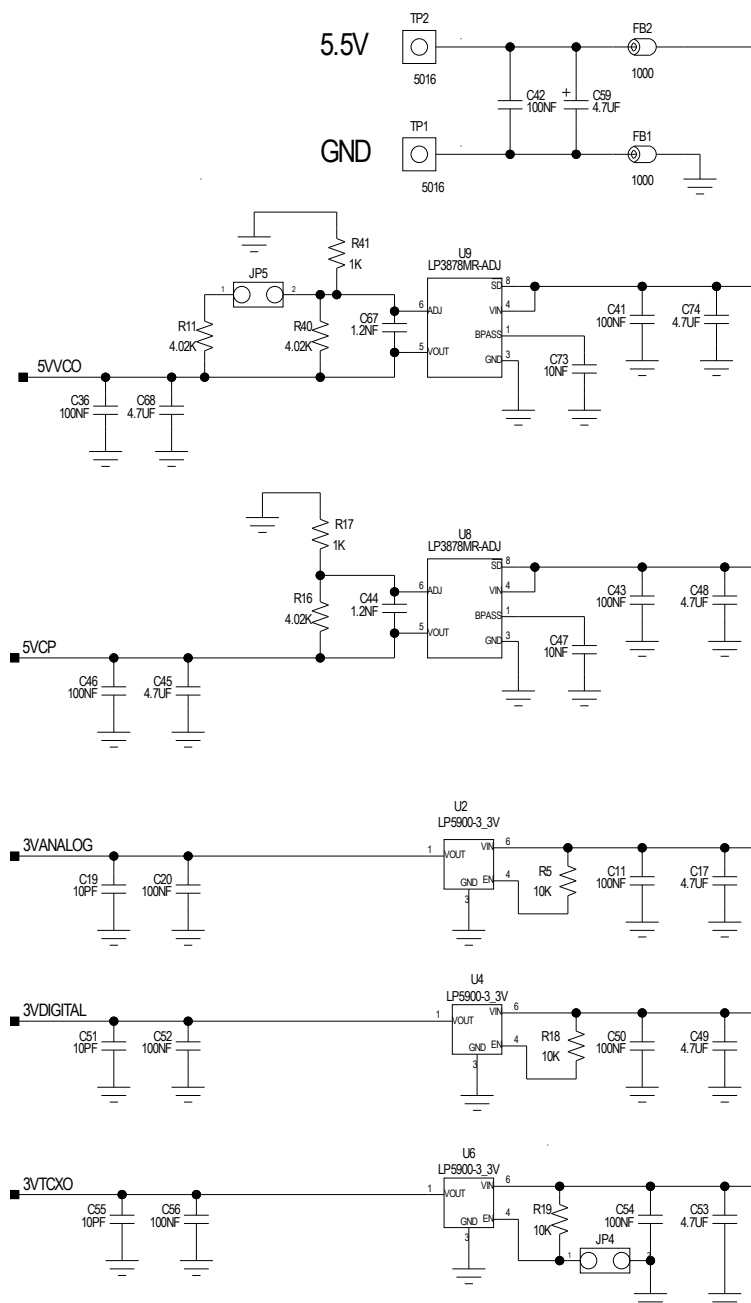 TP2
5.5V
FB2
5016
1000
C42
100NF
+
C59
4.7UF
TP1
FB1
GND
5016
1000
R41
1K
U9
LP3878MR-ADJ
JP5
1
2
R11
4.02K
R40
4.02K
C67
1.2NF
6
ADJ
5
VOUT
SD
8
VIN
4
BPASS
1
GND
3
C73
10NF
C41
100NF
C74
4.7UF
5VVCO
C36
100NF
C68
4.7UF
R17
1K
U8
LP3878MR-ADJ
R16
4.02K
C44
1.2NF
6
ADJ
5
VOUT
SD
8
VIN
4
BPASS
1
GND
3
C47
10NF
C43
100NF
C48
4.7UF
5VCP
C46
100NF
C45
4.7UF
U2
LP5900-3_3V
3VANALOG
1
VOUT
VIN
6
GND
EN
4
3
R5
10K
C11
100NF
C17
4.7UF
C19
10PF
C20
100NF
U4
LP5900-3_3V
3VDIGITAL
1
VOUT
VIN
6
GND
EN
4
3
R18
10K
C50
100NF
C49
4.7UF
C51
10PF
C52
100NF
U6
LP5900-3_3V
3VTCXO
1
VOUT
VIN
6
GND
EN
4
3
R19
10K
C54
100NF
C53
4.7UF
JP4
1
2
C55
10PF
C56
100NF